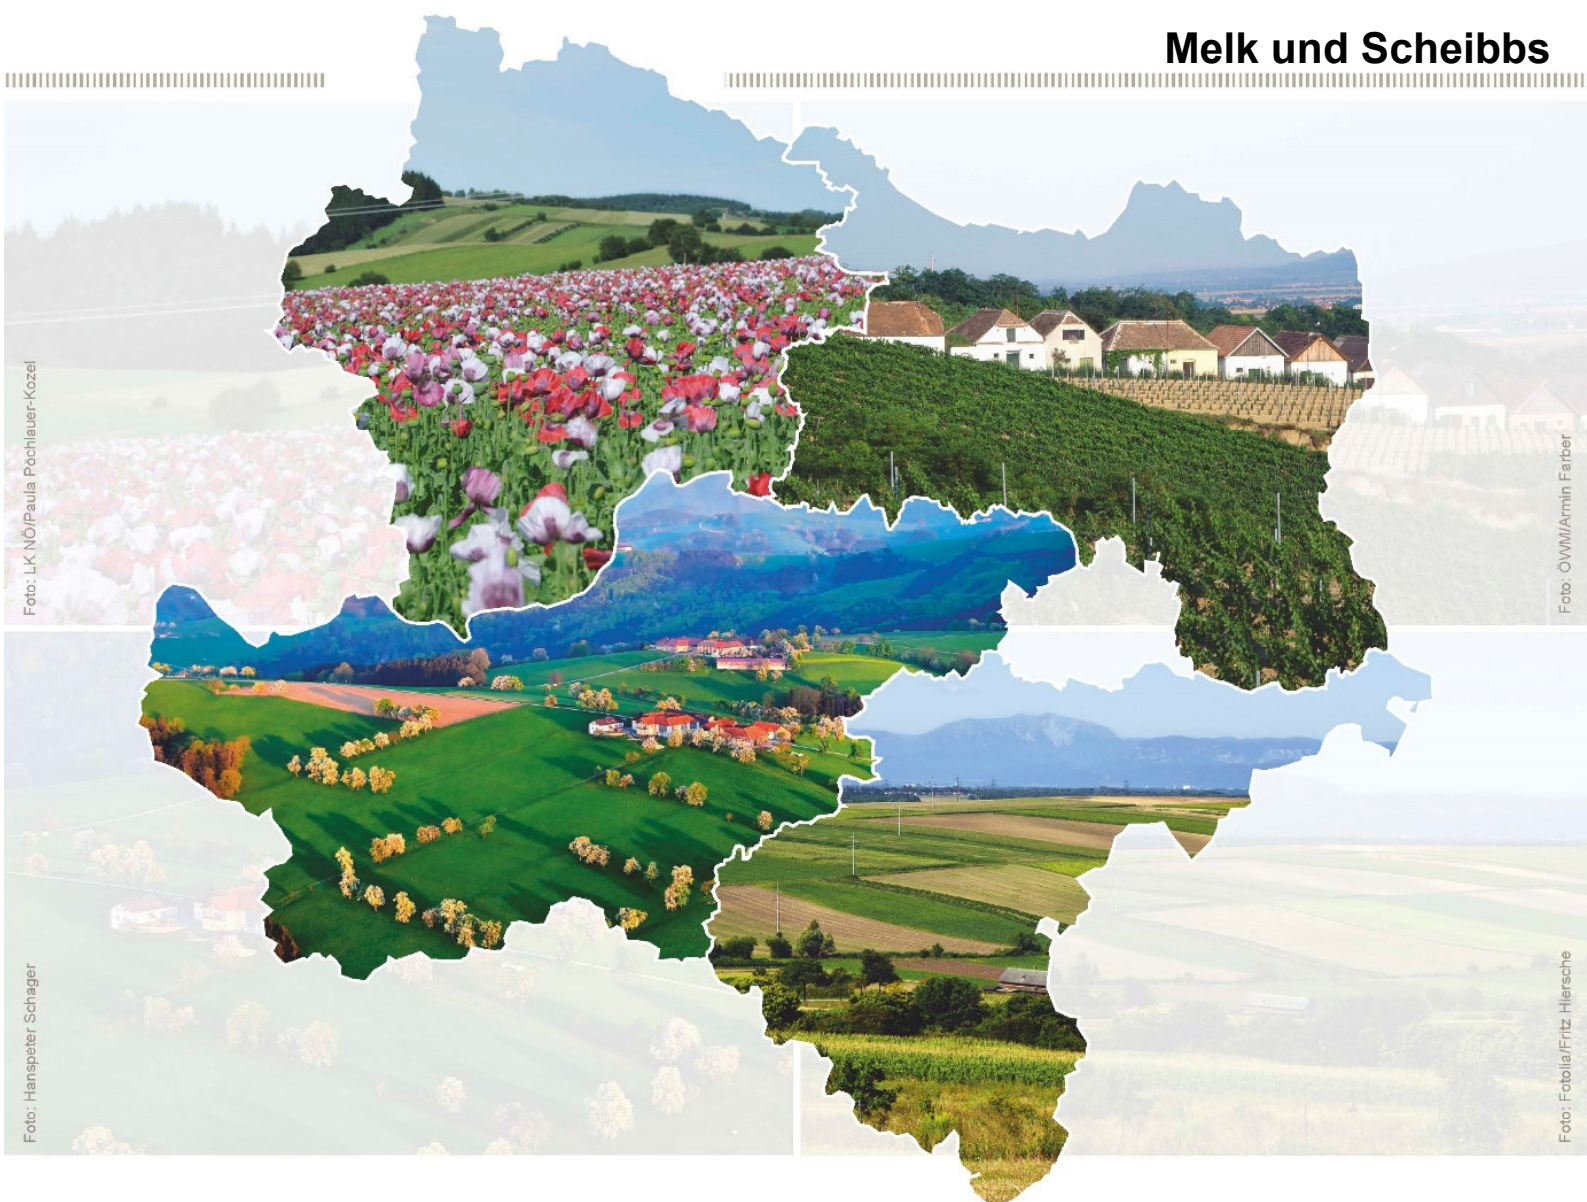 Melk und Scheibbs
Foto: LK NÖ/Paula Pöchlauer-Kozel
Foto: ÖWM/Armin Farber
Foto: Hanspeter Schager
Foto: Fotolia/Fritz Hiersche